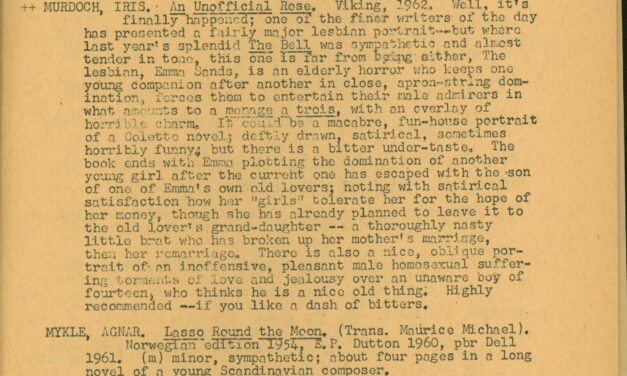 ++ MURDOCH, IRIS. An Unofficial Rose. Viking, 1962. Well, it's
finally happened; one of the finer writers of the day
has presented a fairly major lesbian portrait--but where
last year's splendid The Bell was sympathetic and almost
tender in tone, this one is far from being either, The
lesbian, Emma Sands, is an elderly horror who keeps one
young companion after another in close, apron-string dom-
ination, forces them to entertain their male admirers in
what amounts to a menage a trois, with an overlay of
horrible charm. It could be a macabre, fun-house portrait
of a Colette novel; deftly drawn, satirical, sometimes
horribly funny; but there is a bitter under-taste. The
book ends with Emma plotting the domination of another
young girl after the current one has escaped with the son
of one of Emma's own old lovers; noting with satirical
satisfaction how her "girls" tolerate her for the hope of
her money, though she has already planned to leave it to
the old lover's grand-daughter -- a thoroughly nasty
little brat who has broken up her mother's marriage,
then her remarriage. There is also a nice, oblique por-
trait of an inoffensive, pleasant male homosexual suffer-
ing torments of love and jealousy over an unaware boy of
fourteen, who thinks he is a nice old thing. Highly
recommended --if you like a dash of bitters.
MYKLE, AGNAR. Lasso Round the Moon. (Trans. Maurice Michael).
Norwegian edition 1954, E.P. Dutton 1960, pbr Dell
1961. (m) minor, sympathetic; about four pages in a long
novel of a young Scandinavian composer.